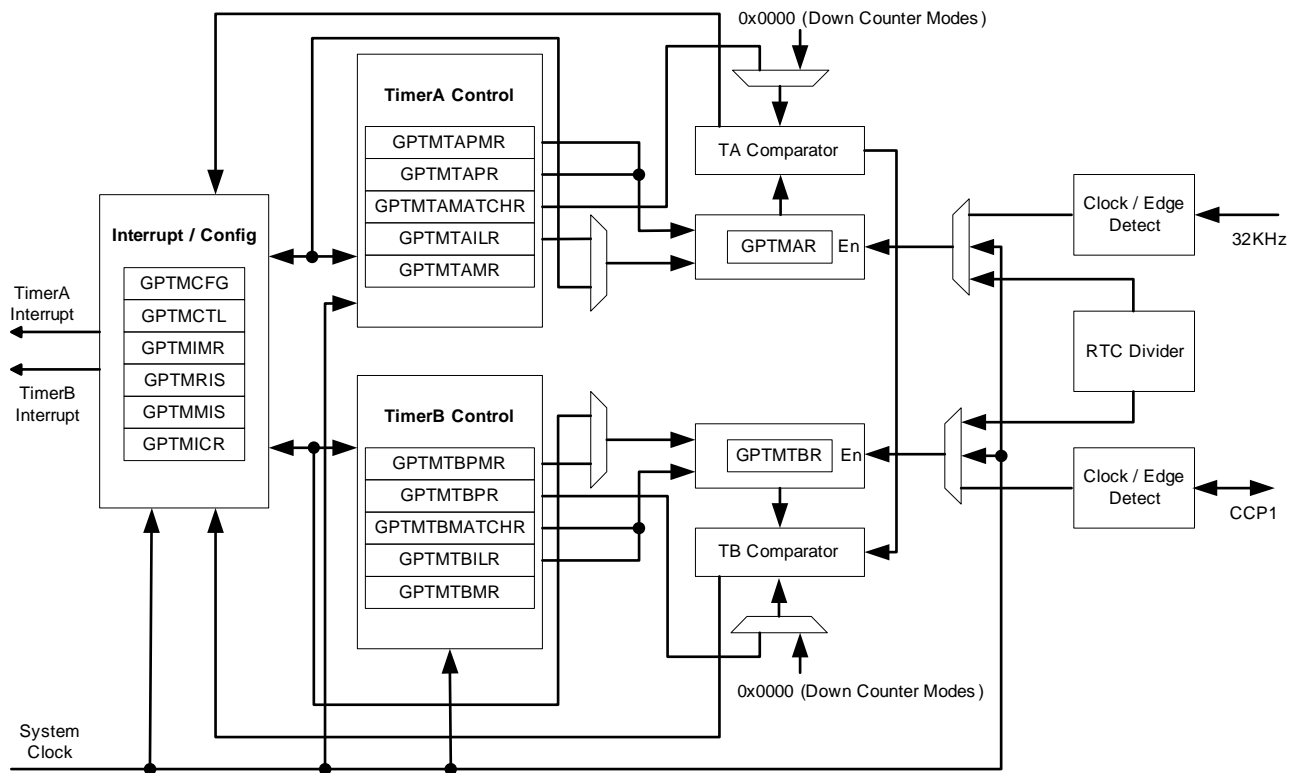 0x0000 (Down Counter Modes)
TimerA Control
GPTMTAPMR
GPTMTAPR
GPTMTAMATCHR
GPTMTAILR
GPTMTAMR
TA Comparator
GPTMAR
En
Clock / Edge
Detect
32KHz
Interrupt / Config
GPTMCFG
GPTMCTL
GPTMIMR
GPTMRIS
GPTMMIS
GPTMICR
TimerA
Interrupt
TimerB
Interrupt
RTC Divider
TimerB Control
GPTMTBPMR
GPTMTBPR
GPTMTBMATCHR
GPTMTBILR
GPTMTBMR
GPTMTBR
En
TB Comparator
Clock / Edge
Detect
CCP1
0x0000 (Down Counter Modes)
System
Clock